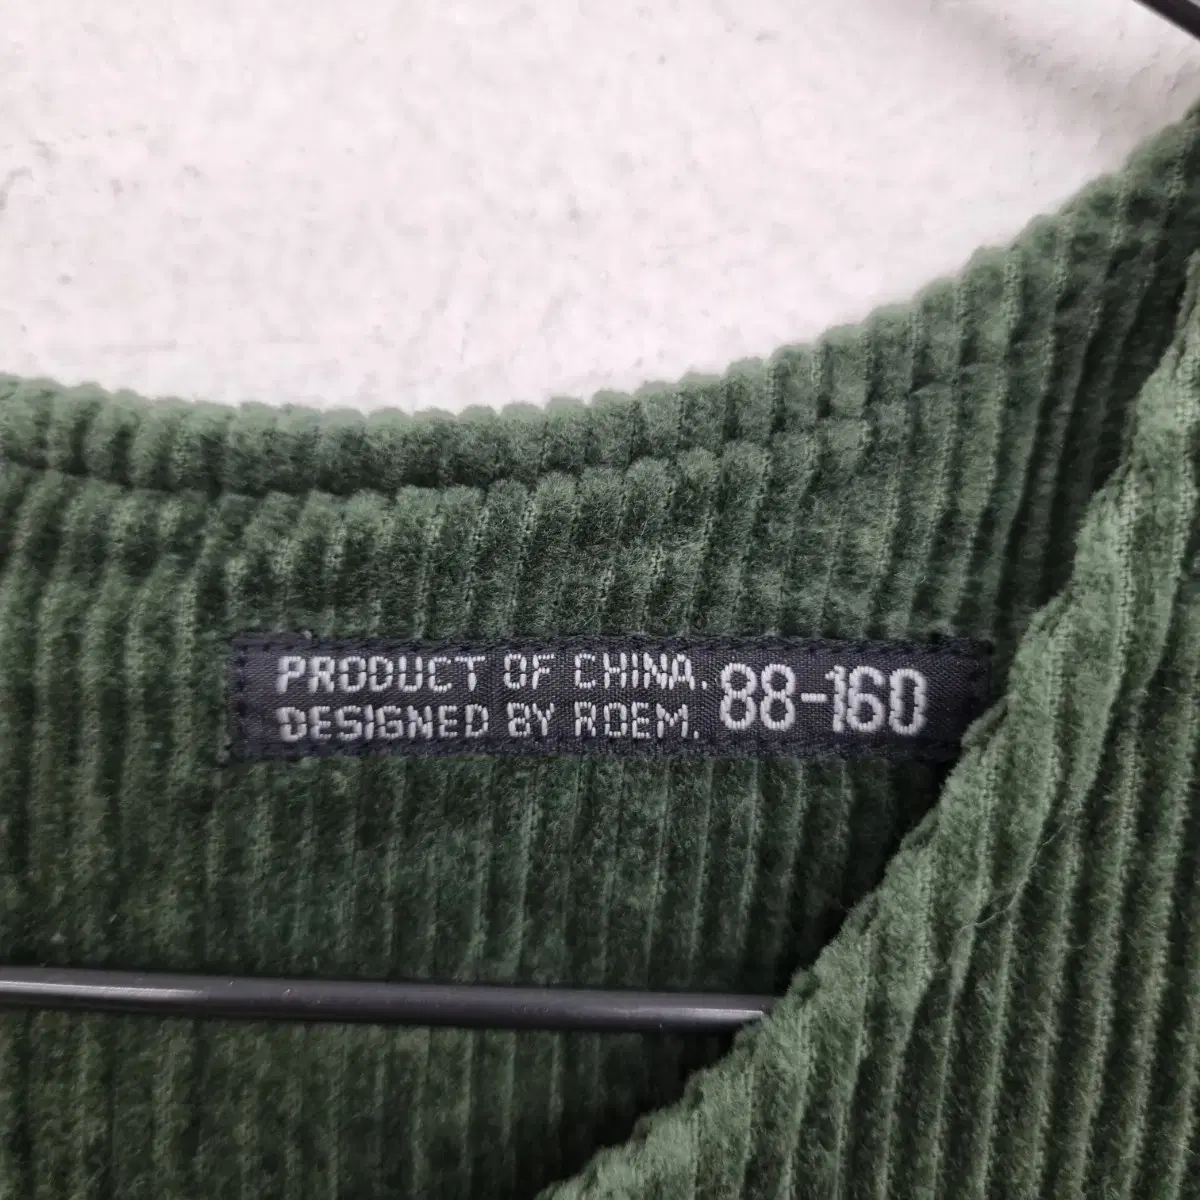 PRODUCT OF CHINA.
DESIGNED BY ROEM.
88-160